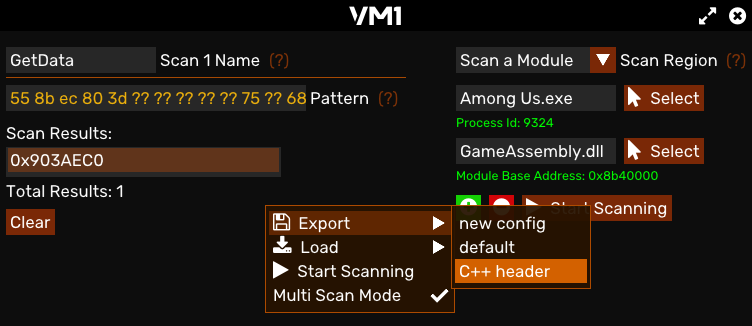 VM1
GetData Scan 1 Name (?)
55 8b ec 80 3d ?? ?? ?? ?? ?? 75 ?? 68 Pattern (?)
Scan Results:
0x903AEC0
Total Results: 1
Clear
Scan a Module Scan Region (?)
Among Us.exe Select
Process Id: 9324
GameAssembly.dll Select
Module Base Address: 0x8b40000
Start Scanning
Export
Load
Start Scanning
Multi Scan Mode
new config
default
C++ header